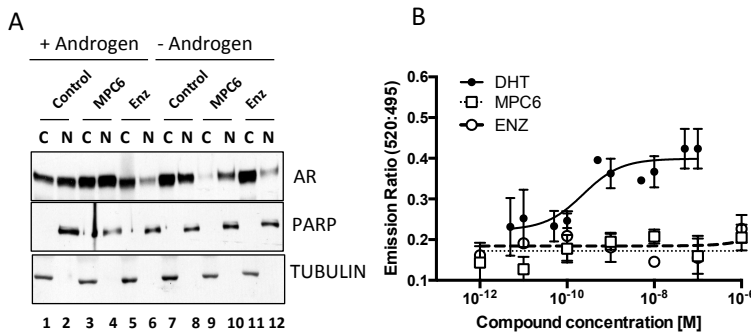 A
+ Androgen - Androgen
Control MPC6 Enz Control MPC6 Enz
C N C N C N C N C N C N
AR
PARP
TUBULIN
1 2 3 4 5 6 7 8 9 10 11 12
B
DHT
MPC6
ENZ
Emission Ratio (520:495)
0.6
0.5
0.4
0.3
0.2
0.1
10-12 10-10 10-8 10-6
Compound concentration [M]